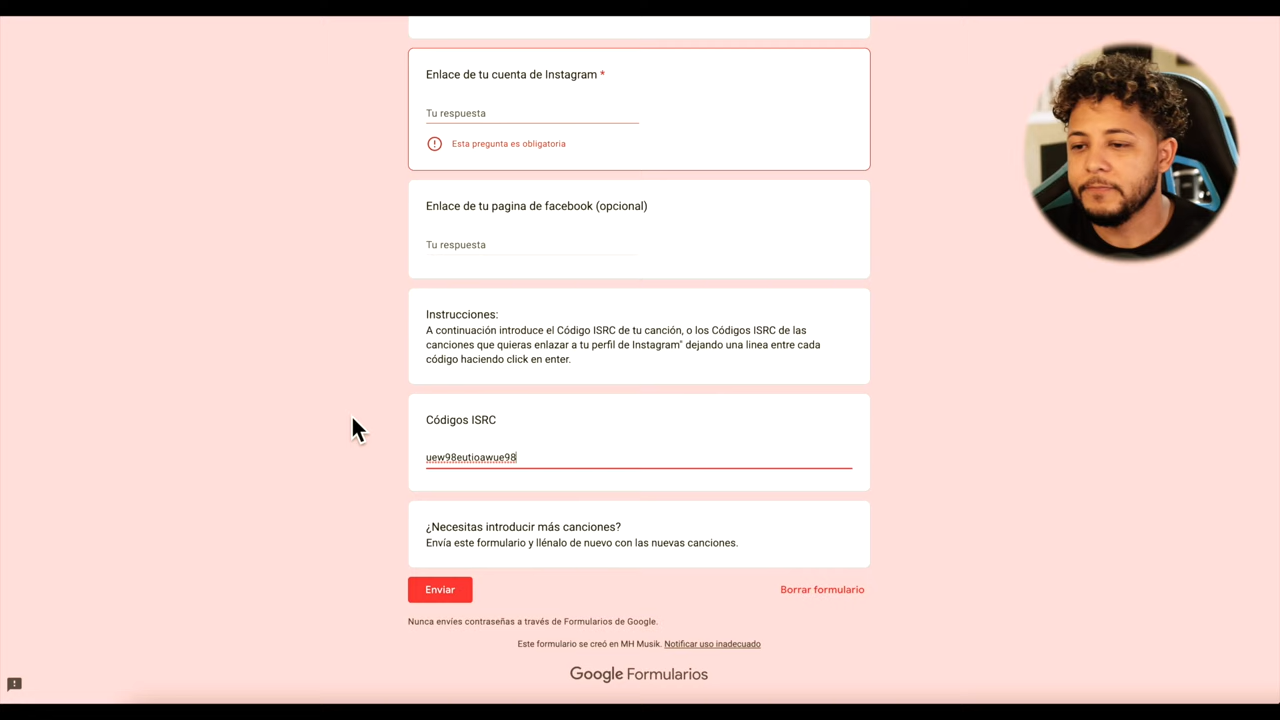 Enlace de tu cuenta de Instagram *
Tu respuesta
Esta pregunta es obligatoria
Enlace de tu pagina de facebook (opcional)
Tu respuesta
Instrucciones:
A continuación introduce el Código ISRC de tu canción, o los Códigos ISRC de las
canciones que quieras enlazar a tu perfil de Instagram" dejando una linea entre cada
código haciendo click en enter.
Códigos ISRC
uew98eutioawue98
¿Necesitas introducir más canciones?
Envía este formulario y llénalo de nuevo con las nuevas canciones.
Enviar
Borrar formulario
Nunca envíes contraseñas a través de Formularios de Google.
Este formulario se creó en MH Musik. Notificar uso inadecuado
Google Formularios